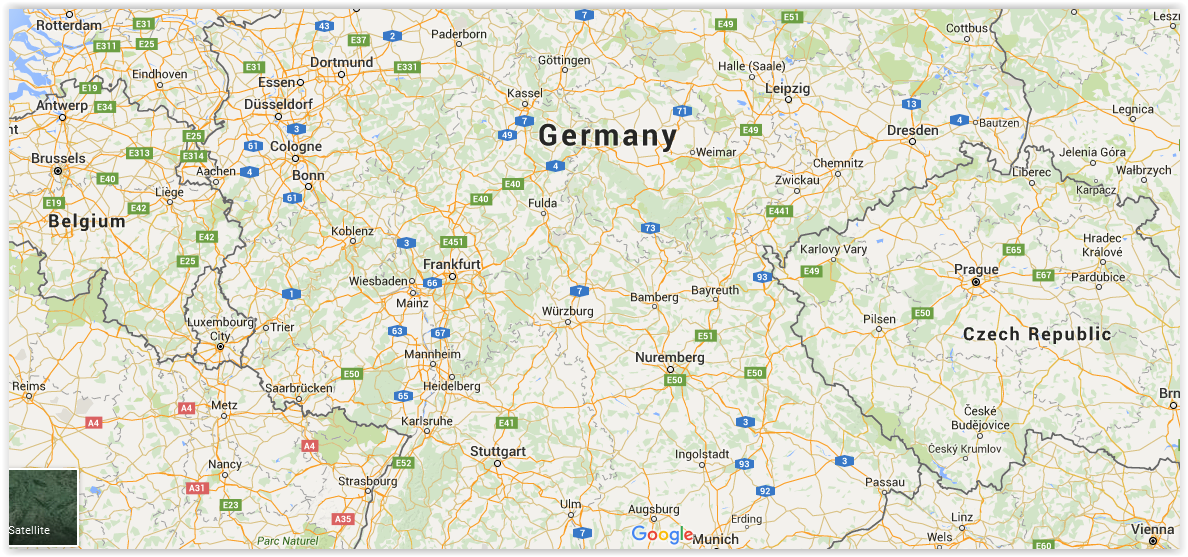 Rotterdam
E31
43
2
7
E49
E51
Leszn
E311
E25
E37
Paderborn
Cottbus
Göttingen
Eindhoven
E31
Dortmund
E331
Halle (Saale)
E19
Essen
Leipzig
Antwerp
E34
Düsseldorf
Kassel
71
13
Legnica
nt
3
7
49
Germany
E49
4
Bautzen
Dresden
E25
61
Cologne
Brussels
E313
E314
4
Weimar
Jelenia Góra
Aachen
4
Chemnitz
Liberec
Wałbrzych
E40
Bonn
E40
Zwickau
Karpacz
Liège
61
E40
E19
E42
Fulda
E441
Belgium
Koblenz
73
E42
3
E451
Karlovy Vary
E65
Hradec
Králové
E25
Frankfurt
93
E49
Prague
E67
Pardubice
Wiesbaden
66
1
Mainz
7
Bamberg
Bayreuth
Würzburg
E50
Pilsen
Luxembourg
City
Trier
63
67
E51
Czech Republic
Mannheim
Nuremberg
E50
E50
E50
Reims
Saarbrücken
Heidelberg
65
Brn
A4
Metz
A4
Karlsruhe
E41
3
České
Budějovice
A4
Stuttgart
Ingolstadt
93
3
Český Krumlov
Nancy
E52
Strasbourg
A31
92
Passau
E23
A35
Ulm
Augsburg
Erding
Linz
Satellite
Parc Naturel
7
Google
Munich
Wels
E60
Vienna